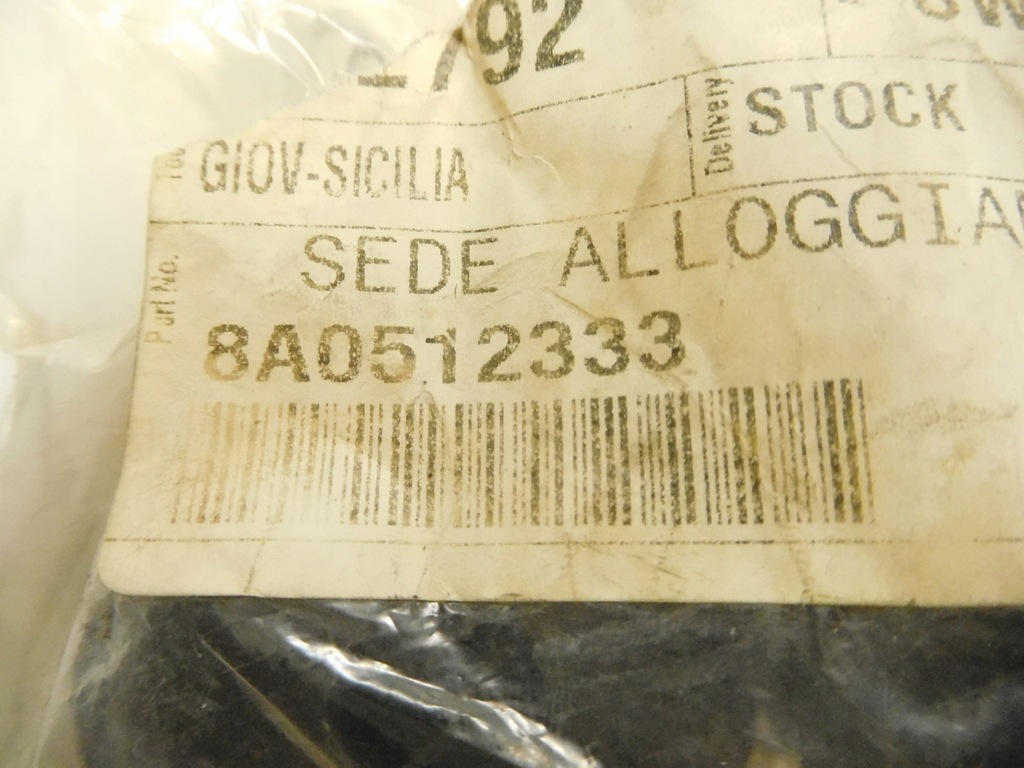 792
Delivery
STOCK
GIOV-SICILIA
Part No.
SEDE ALLOGGIA
8A0512333